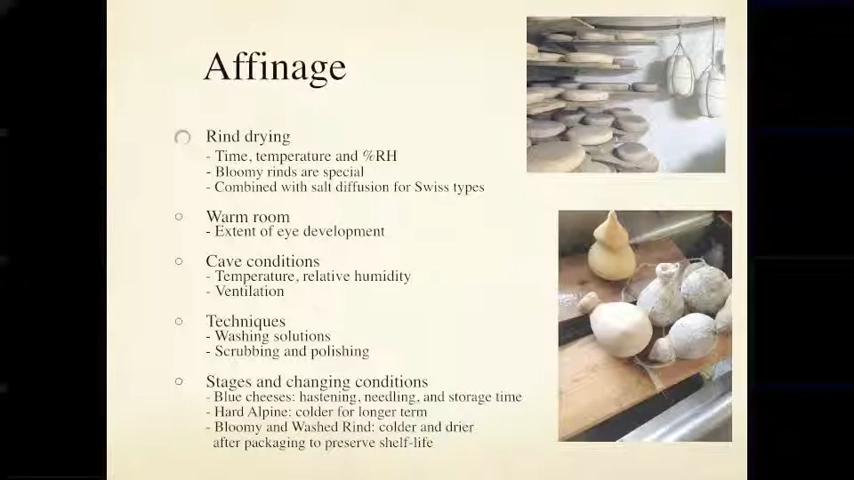 Affinage
Rind drying
- Time, temperature and %RH
- Bloomy rinds are special
- Combined with salt diffusion for Swiss types
Warm room
- Extent of eye development
Cave conditions
- Temperature, relative humidity
- Ventilation
Techniques
- Washing solutions
- Scrubbing and polishing
Stages and changing conditions
- Blue cheeses: hastening, needling, and storage time
- Hard Alpine: colder for longer term
- Bloomy and Washed Rind: colder and drier
after packaging to preserve shelf-life